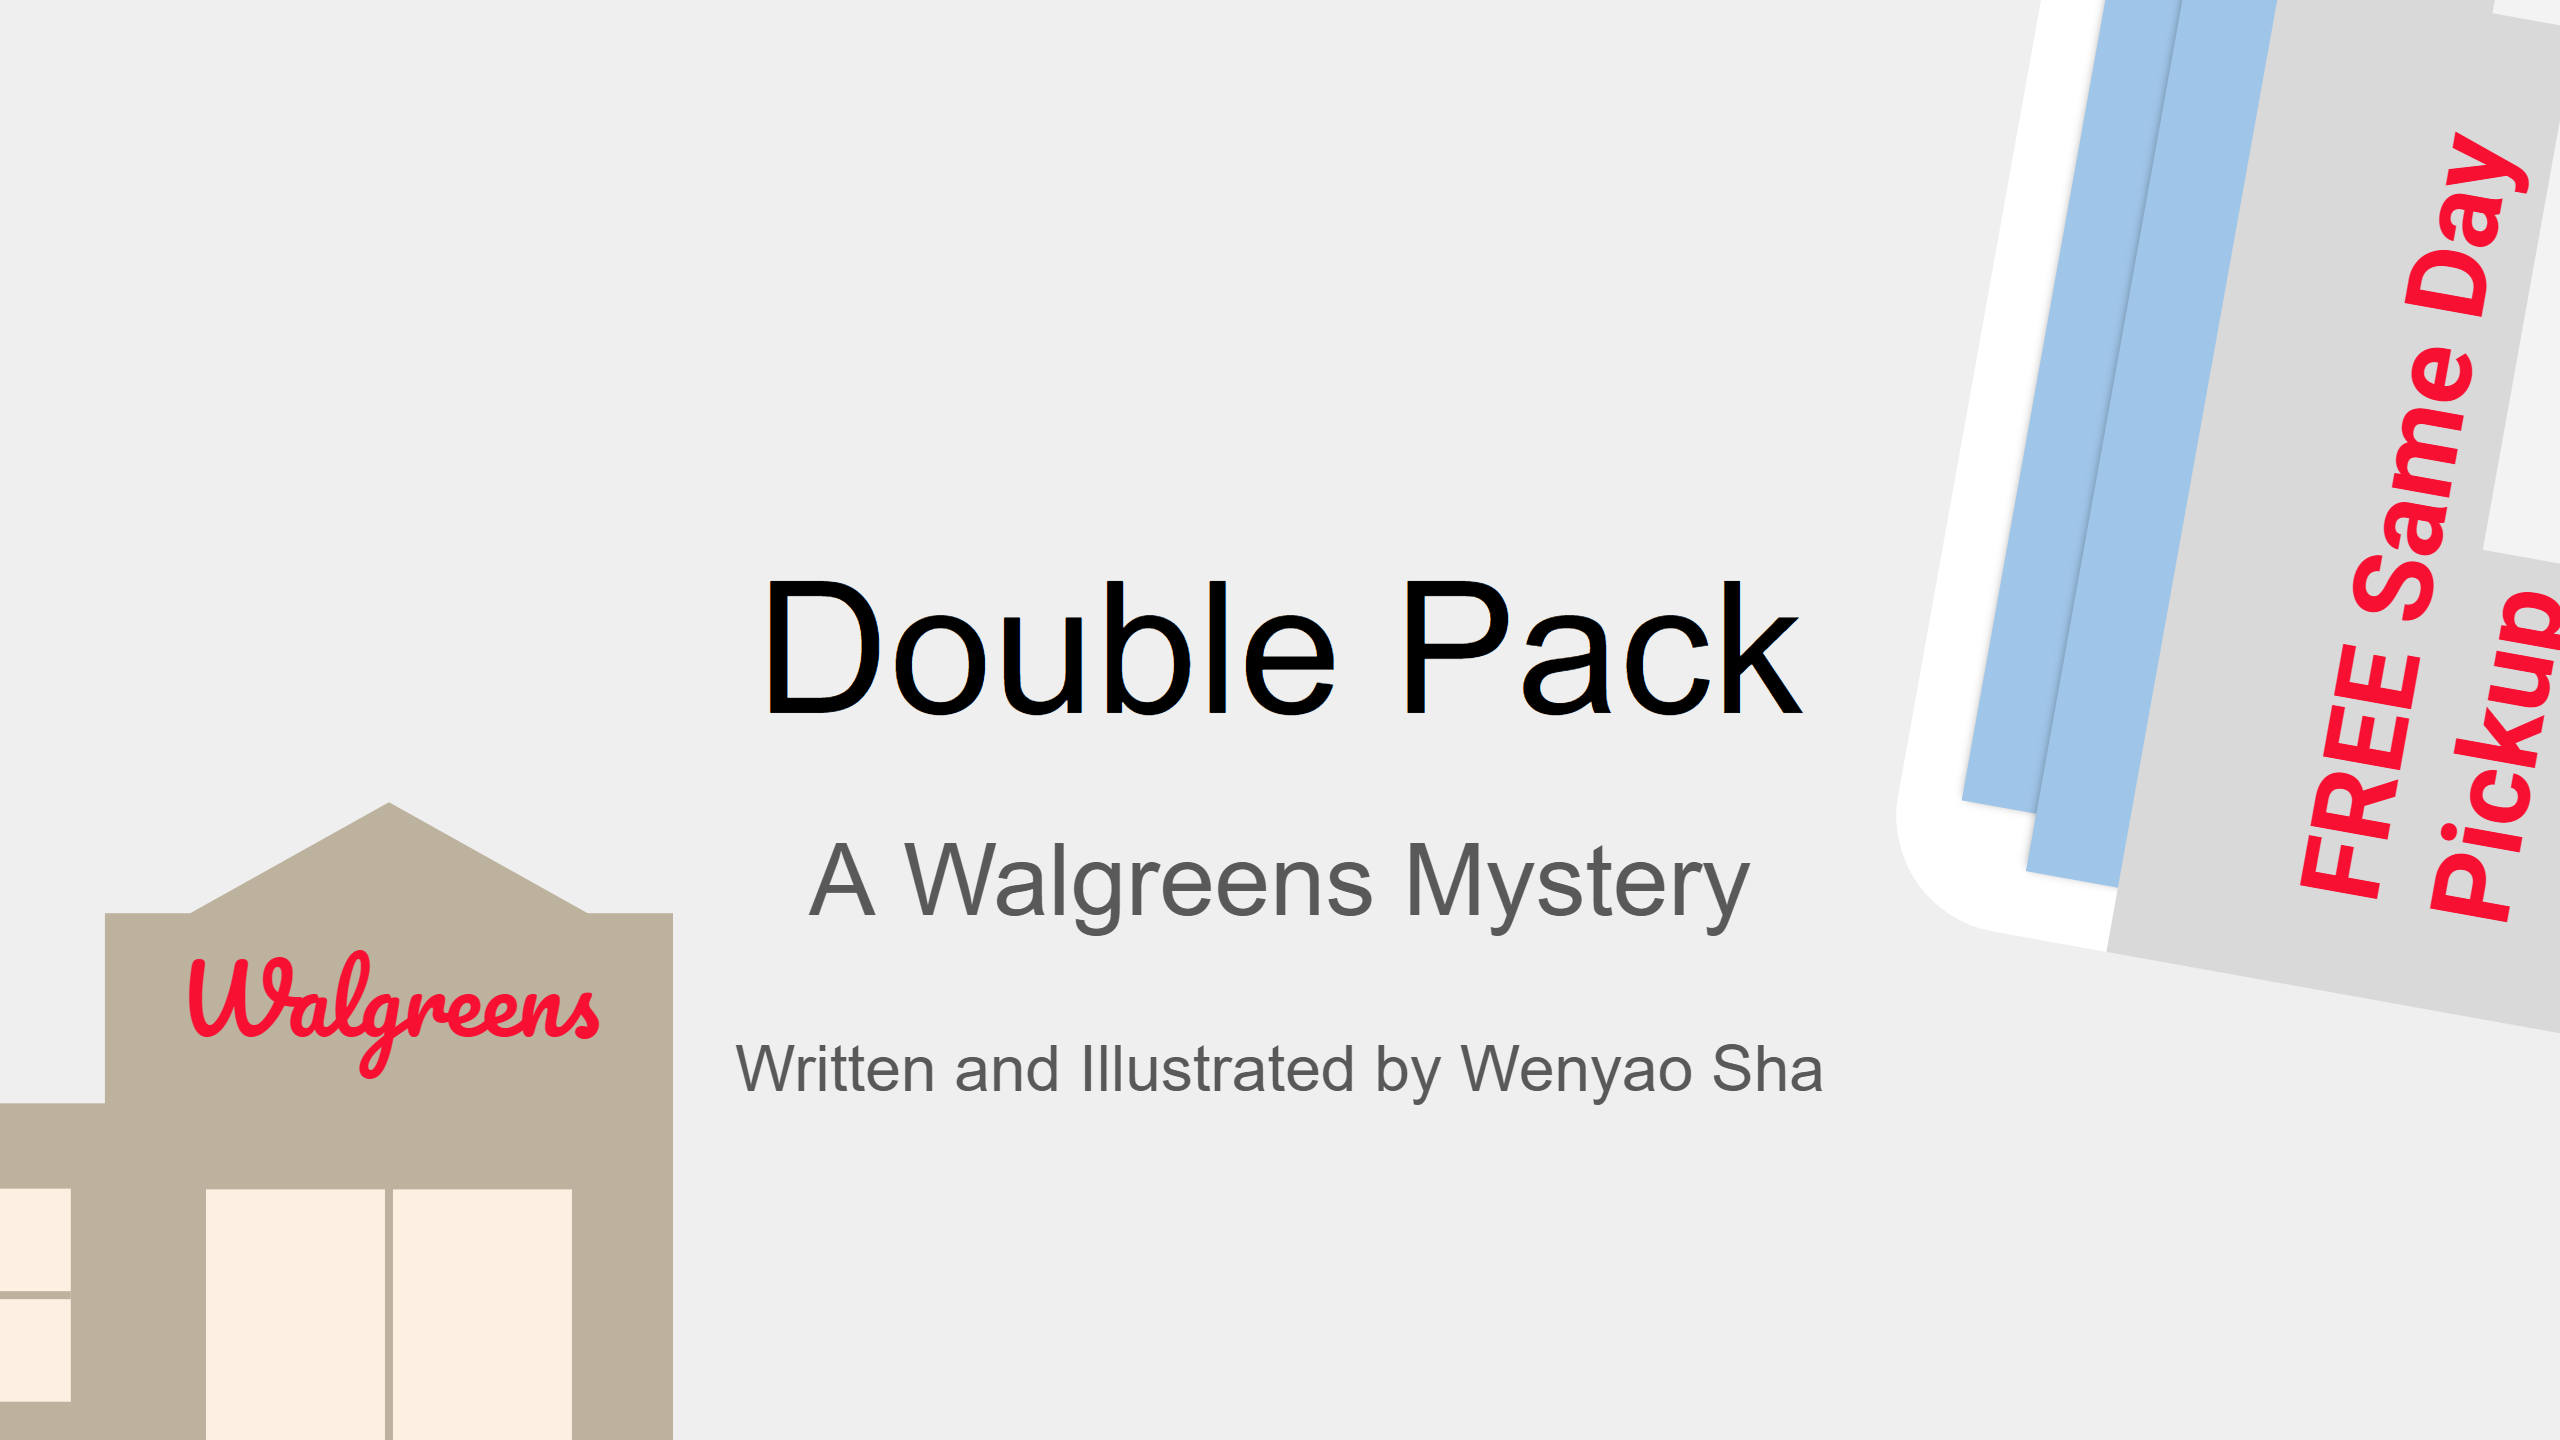 Double Pack
A Walgreens Mystery
Written and Illustrated by Wenyao Sha
Walgreens
FREE Same Day
Pickup